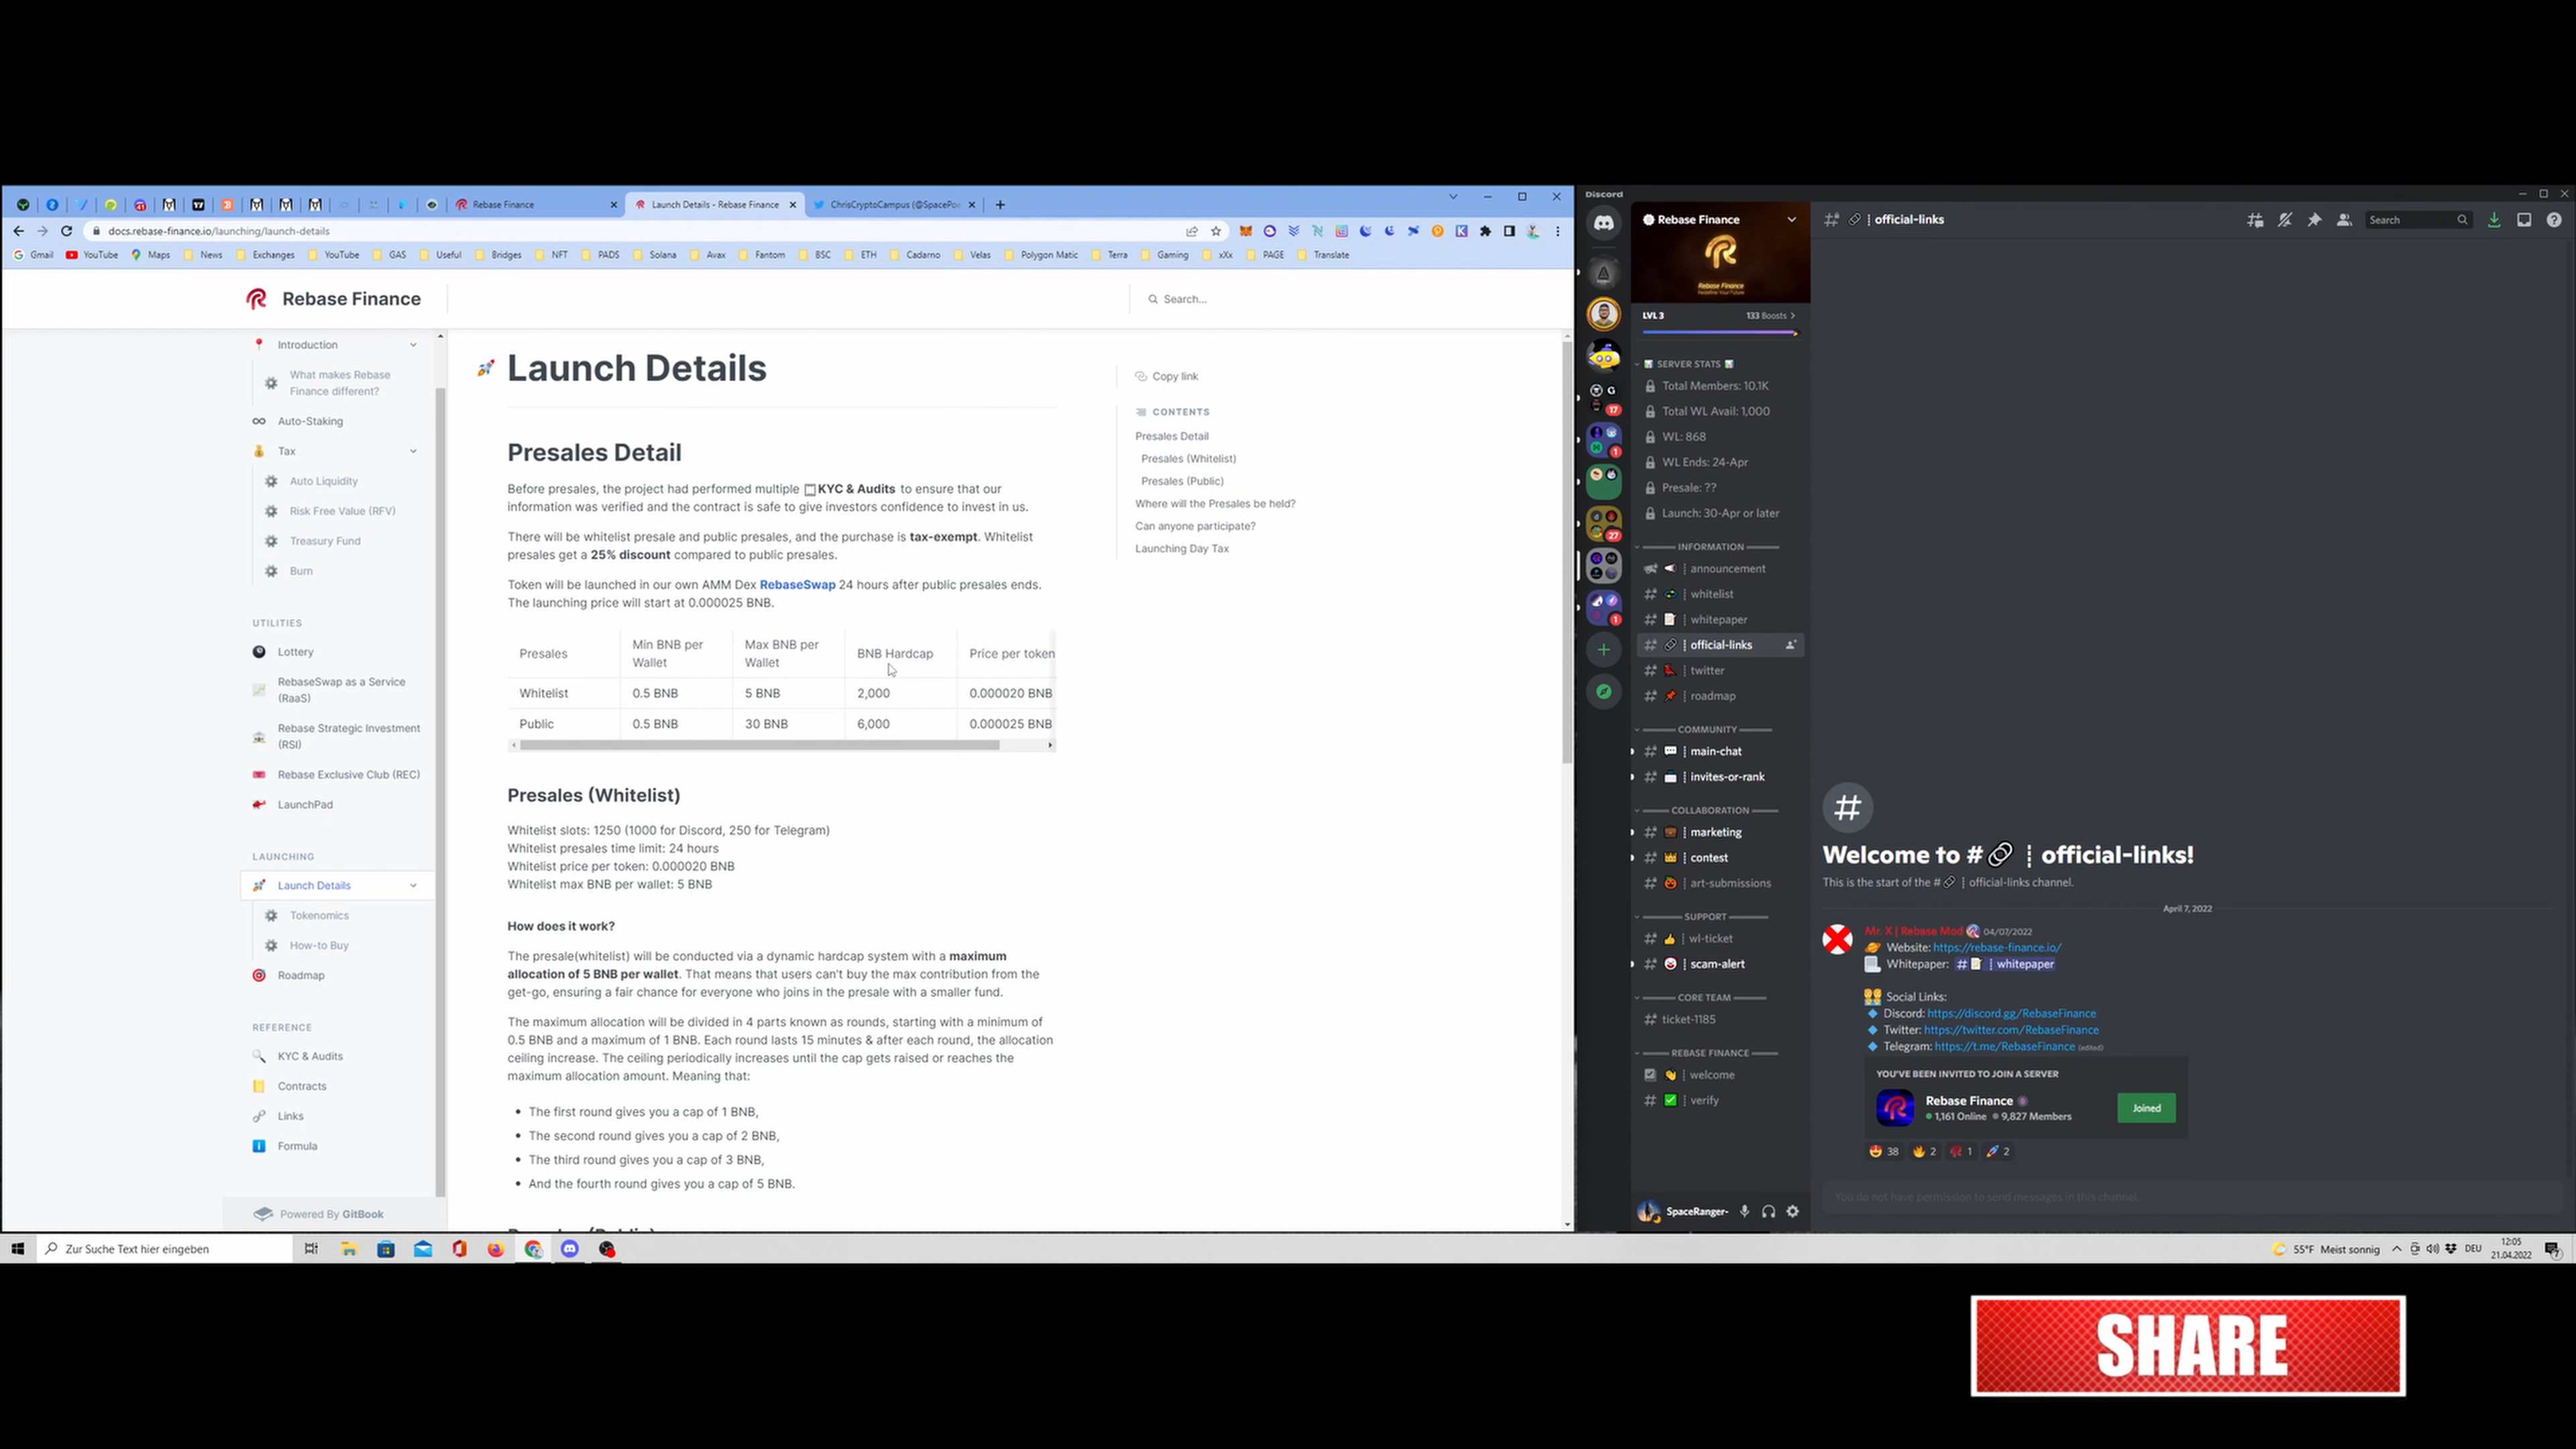 Rebase Finance
Launch Details - Rebase Finance
ChrisCryptoCampus (@SpacePo
docs.rebase-finance.io/launching/launch-details
Gmail YouTube Maps News Exchanges YouTube GAS Useful Bridges NFT PADS Solana Avax Fantom BSC ETH Cadarno Velas Polygon Matic Terra Gaming xXx PAGE Translate
Rebase Finance
Search...
Introduction
What makes Rebase
Finance different?
Auto-Staking
Tax
Auto Liquidity
Risk Free Value (RFV)
Treasury Fund
Burn
UTILITIES
Lottery
RebaseSwap as a Service
(RaaS)
Rebase Strategic Investment
(RSI)
Rebase Exclusive Club (REC)
LaunchPad
LAUNCHING
Launch Details
Tokenomics
How-to Buy
Roadmap
REFERENCE
KYC & Audits
Contracts
Links
Formula
Powered By GitBook
Launch Details
Presales Detail
Before presales, the project had performed multiple KYC & Audits to ensure that our
information was verified and the contract is safe to give investors confidence to invest in us.
There will be whitelist presale and public presales, and the purchase is tax-exempt. Whitelist
presales get a 25% discount compared to public presales.
Token will be launched in our own AMM Dex RebaseSwap 24 hours after public presales ends.
The launching price will start at 0.000025 BNB.
Presales Min BNB per Wallet Max BNB per Wallet BNB Hardcap Price per token
Whitelist 0.5 BNB 5 BNB 2,000 0.000020 BNB
Public 0.5 BNB 30 BNB 6,000 0.000025 BNB
Presales (Whitelist)
Whitelist slots: 1250 (1000 for Discord, 250 for Telegram)
Whitelist presales time limit: 24 hours
Whitelist price per token: 0.000020 BNB
Whitelist max BNB per wallet: 5 BNB
How does it work?
The presale(whitelist) will be conducted via a dynamic hardcap system with a maximum
allocation of 5 BNB per wallet. That means that users can't buy the max contribution from the
get-go, ensuring a fair chance for everyone who joins in the presale with a smaller fund.
The maximum allocation will be divided in 4 parts known as rounds, starting with a minimum of
0.5 BNB and a maximum of 1 BNB. Each round lasts 15 minutes & after each round, the allocation
ceiling increase. The ceiling periodically increases until the cap gets raised or reaches the
maximum allocation amount. Meaning that:
• The first round gives you a cap of 1 BNB,
• The second round gives you a cap of 2 BNB,
• The third round gives you a cap of 3 BNB,
• And the fourth round gives you a cap of 5 BNB.
Copy link
CONTENTS
Presales Detail
Presales (Whitelist)
Presales (Public)
Where will the Presales be held?
Can anyone participate?
Launching Day Tax
Discord
17
1
27
1
Rebase Finance
Rebase Finance
LVL 3 133 Boosts
SERVER STATS
Total Members: 10.1K
Total WL Avail: 1,000
WL: 868
WL Ends: 24-Apr
Presale: ??
Launch: 30-Apr or later
INFORMATION
announcement
whitelist
whitepaper
official-links
twitter
roadmap
COMMUNITY
main-chat
invites-or-rank
COLLABORATION
marketing
contest
art-submissions
SUPPORT
wl-ticket
scam-alert
CORE TEAM
ticket-1185
REBASE FINANCE
welcome
verify
SpaceRanger-
official-links
Search
Welcome to # official-links!
This is the start of the # official-links channel.
April 7, 2022
Mr. X | Rebase Mod 04/07/2022
Website: https://rebase-finance.io/
Whitepaper: # whitepaper
Social Links:
Discord: https://discord.gg/RebaseFinance
Twitter: https://twitter.com/RebaseFinance
Telegram: https://t.me/RebaseFinance (edited)
YOU'VE BEEN INVITED TO JOIN A SERVER
Rebase Finance
1,161 Online 9,827 Members
Joined
38 2 1 2
You do not have permission to send messages in this channel
Zur Suche Text hier eingeben
55°F Meist sonnig
DEU
12:05
21.04.2022
SHARE